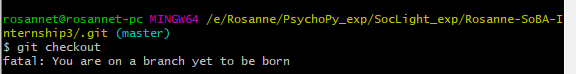 rosannet@rosannet-pc MINGW64 /e/Rosanne/PsychoPy_exp/SocLight_exp/Rosanne-SoBA-I
nternship3/.git (master)
$ git checkout
fatal: You are on a branch yet to be born